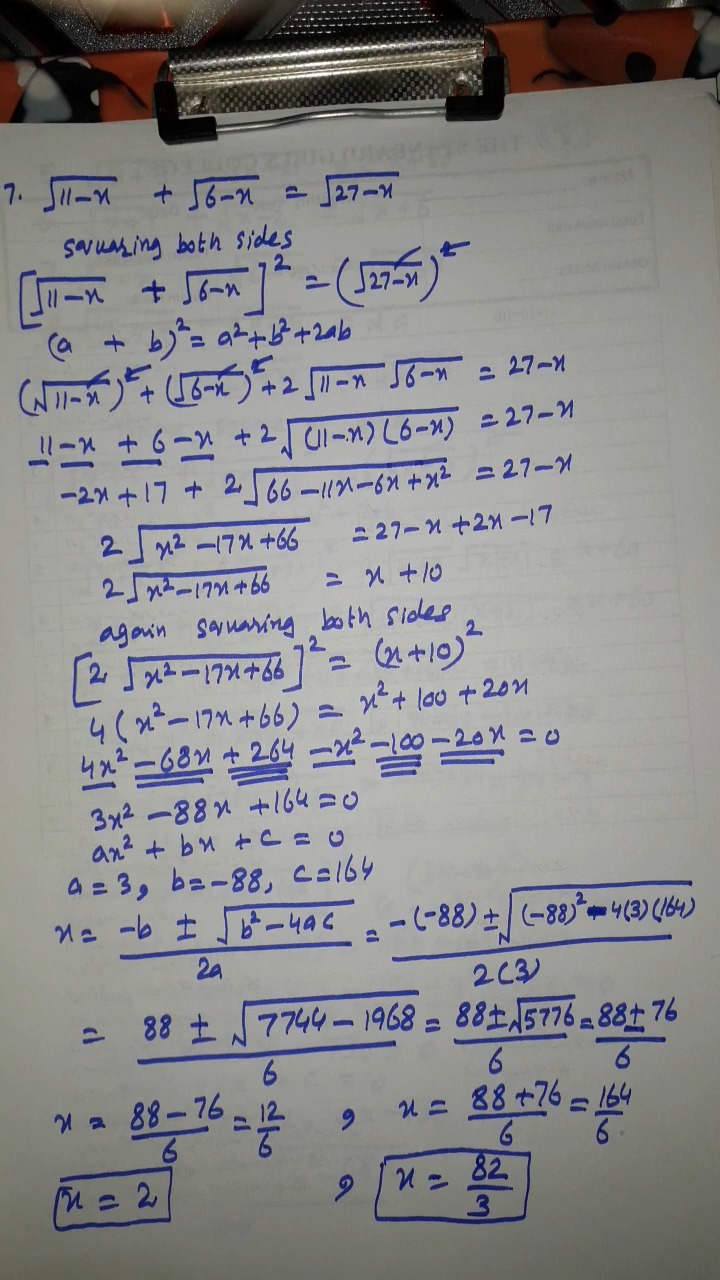 7. √11-x + √6-x = √27-x
squaring both sides
[√11-x + √6-x]² = (√27-x)²
(a + b)² = a²+b²+2ab
(√11-x)² + (√6-x)² + 2√11-x √6-x = 27-x
11-x + 6-x + 2√(11-x)(6-x) = 27-x
-2x+17 + 2√66-11x-6x+x² = 27-x
2√x²-17x+66 = 27-x+2x-17
2√x²-17x+66 = x+10
again squaring both sides
[2√x²-17x+66]² = (x+10)²
4(x²-17x+66) = x²+100+20x
4x²-68x+264-x²-100-20x=0
3x²-88x+164=0
ax²+bx+c=0
a=3, b=-88, c=164
x = -b ± √b²-4ac / 2a = -(-88) ± √(-88)²-4(3)(164) / 2(3)
= 88 ± √7744-1968 / 6 = 88±√5776 / 6 = 88±76 / 6
x = 88-76 / 6 = 12 / 6 , x = 88+76 / 6 = 164 / 6
x = 2 , x = 82 / 3